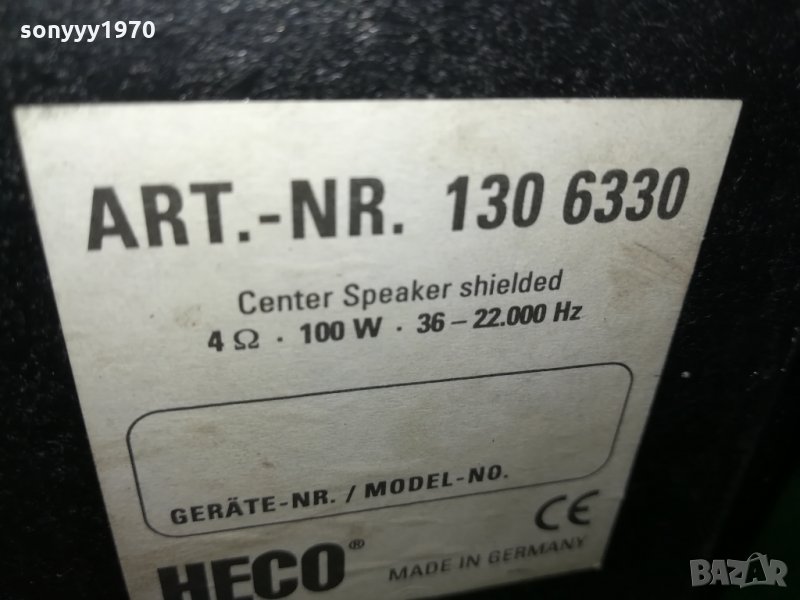 sonyyy1970
ART.-NR. 130 6330
Center Speaker shielded
4 Ω · 100 W · 36 – 22.000 Hz
GERÄTE-NR. / MODEL-NO.
CE
HECO® MADE IN GERMANY
BAZAR